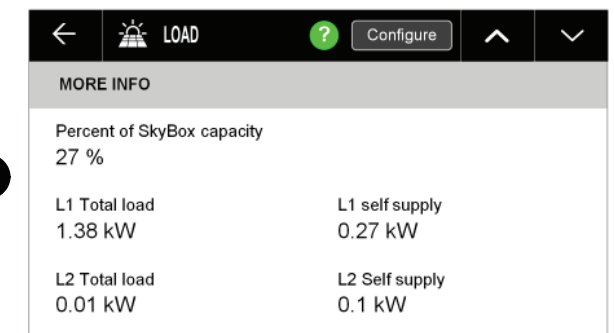 LOAD ? Configure
MORE INFO
Percent of SkyBox capacity
27 %
L1 Total load L1 self supply
1.38 kW 0.27 kW
L2 Total load L2 Self supply
0.01 kW 0.1 kW